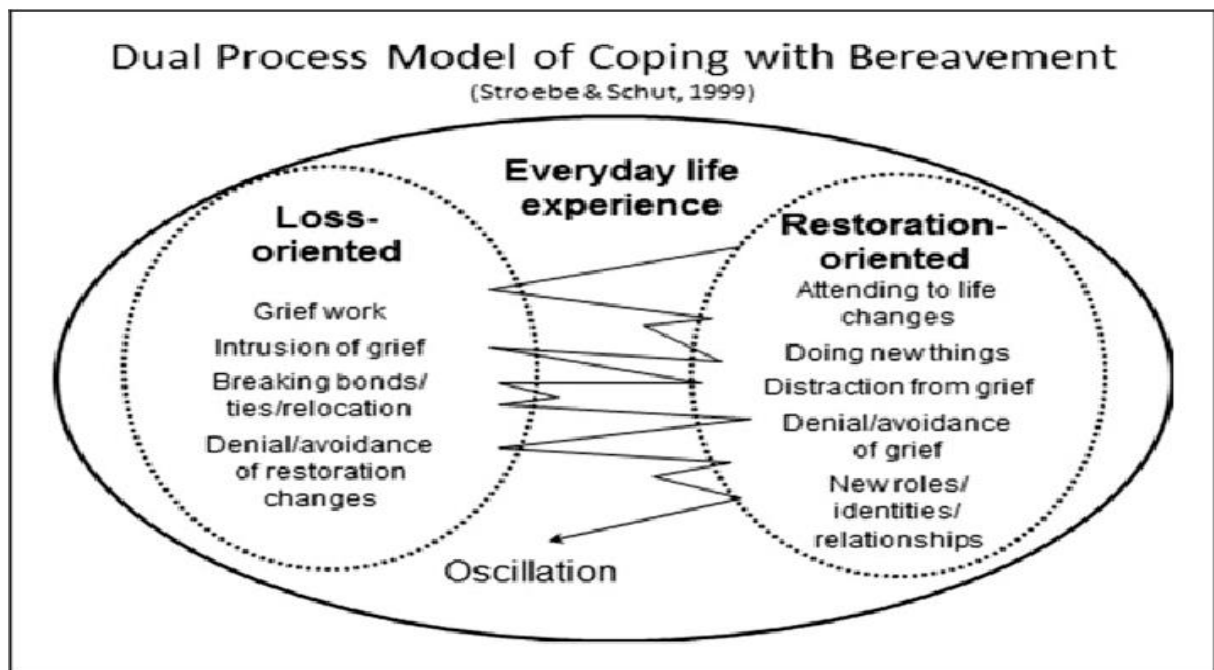 Dual Process Model of Coping with Bereavement
(Stroebe & Schut, 1999)
Everyday life
experience
Loss-
oriented
Grief work
Intrusion of grief
Breaking bonds/
ties/relocation
Denial/avoidance
of restoration
changes
Restoration-
oriented
Attending to life
changes
Doing new things
Distraction from grief
Denial/avoidance
of grief
New roles/
identities/
relationships
Oscillation